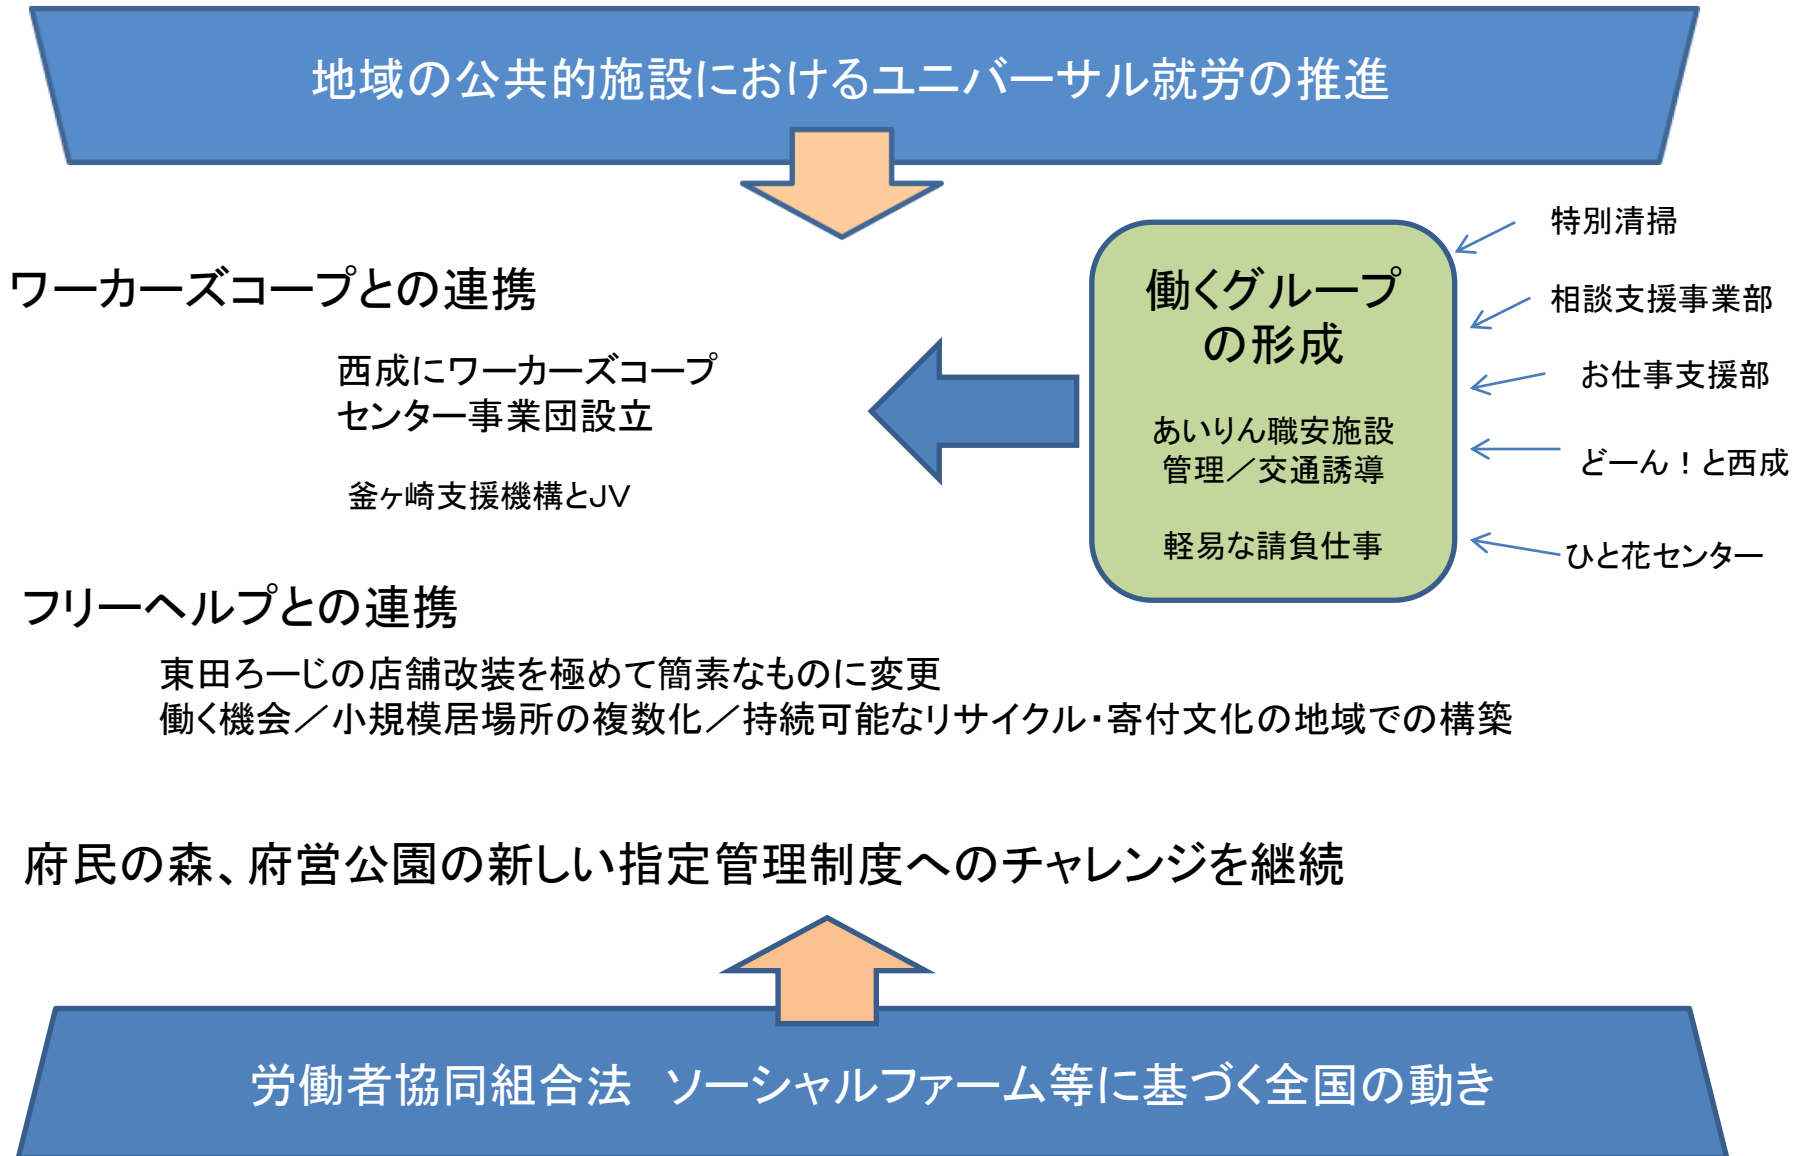 地域の公共的施設におけるユニバーサル就労の推進
ワーカーズコープとの連携
西成にワーカーズコープ
センター事業団設立
釜ヶ崎支援機構とJV
働くグループ
の形成
あいりん職安施設
管理／交通誘導
軽易な請負仕事
特別清掃
相談支援事業部
お仕事支援部
どーん！と西成
ひと花センター
フリーヘルプとの連携
東田ろーじの店舗改装を極めて簡素なものに変更
働く機会／小規模居場所の複数化／持続可能なリサイクル・寄付文化の地域での構築
府民の森、府営公園の新しい指定管理制度へのチャレンジを継続
労働者協同組合法　ソーシャルファーム等に基づく全国の動き